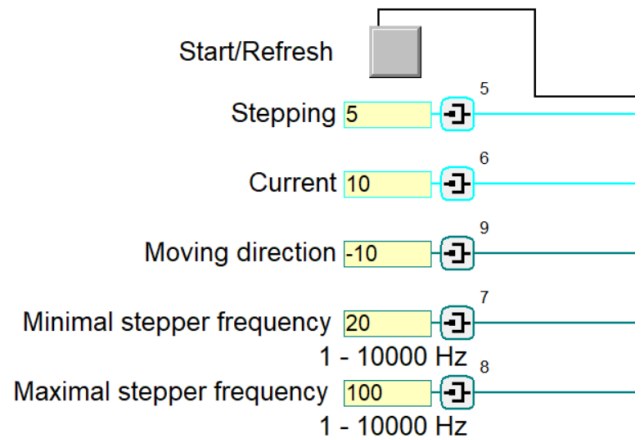 Start/Refresh
5
Stepping 5
6
Current 10
9
Moving direction -10
7
Minimal stepper frequency 20
1 - 10000 Hz
8
Maximal stepper frequency 100
1 - 10000 Hz